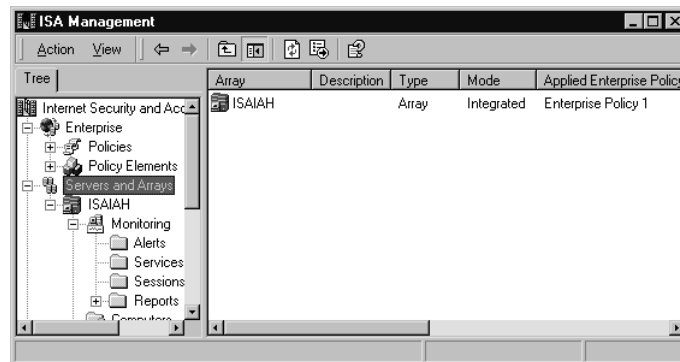 ISA Management
Action View
Tree
Array Description Type Mode Applied Enterprise Policy
Internet Security and Acc
ISAIAH Array Integrated Enterprise Policy 1
Enterprise
Policies
Policy Elements
Servers and Arrays
ISAIAH
Monitoring
Alerts
Services
Sessions
Reports
Computers